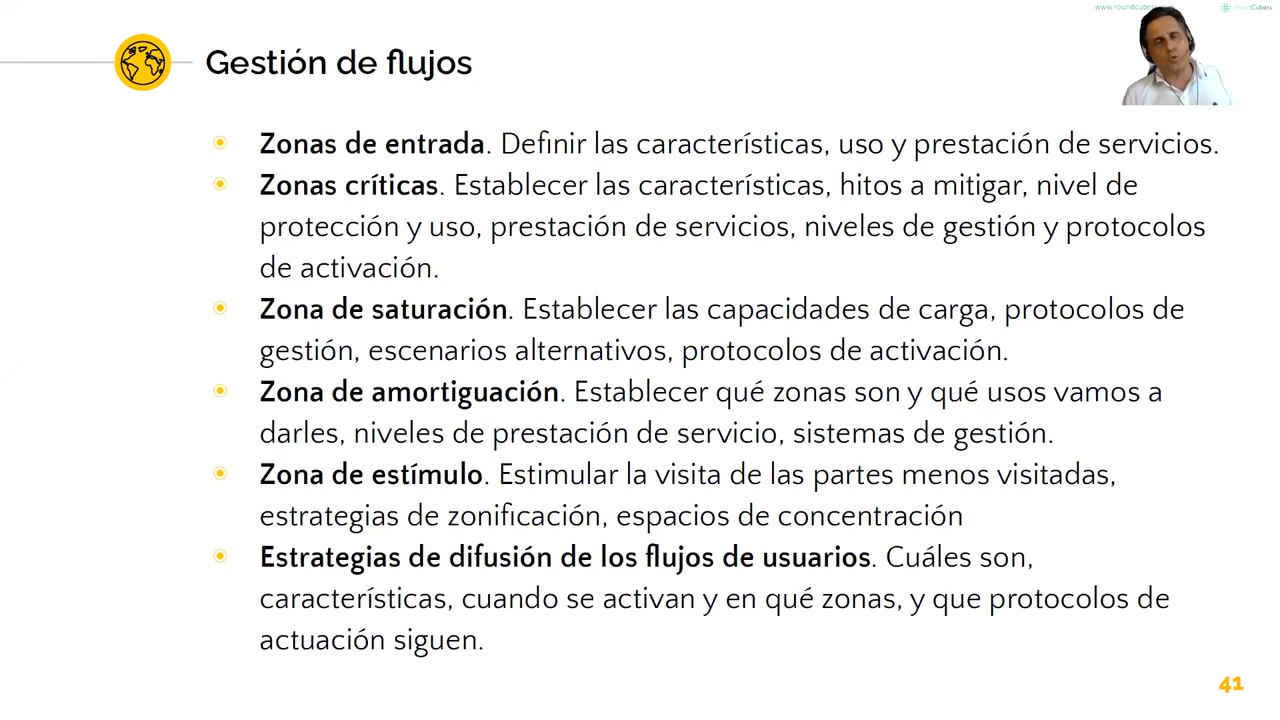 www.roundcubers
RoundCubers
Gestión de flujos
Zonas de entrada. Definir las características, uso y prestación de servicios.
Zonas críticas. Establecer las características, hitos a mitigar, nivel de
protección y uso, prestación de servicios, niveles de gestión y protocolos
de activación.
Zona de saturación. Establecer las capacidades de carga, protocolos de
gestión, escenarios alternativos, protocolos de activación.
Zona de amortiguación. Establecer qué zonas son y qué usos vamos a
darles, niveles de prestación de servicio, sistemas de gestión.
Zona de estímulo. Estimular la visita de las partes menos visitadas,
estrategias de zonificación, espacios de concentración
Estrategias de difusión de los flujos de usuarios. Cuáles son,
características, cuando se activan y en qué zonas, y que protocolos de
actuación siguen.
41